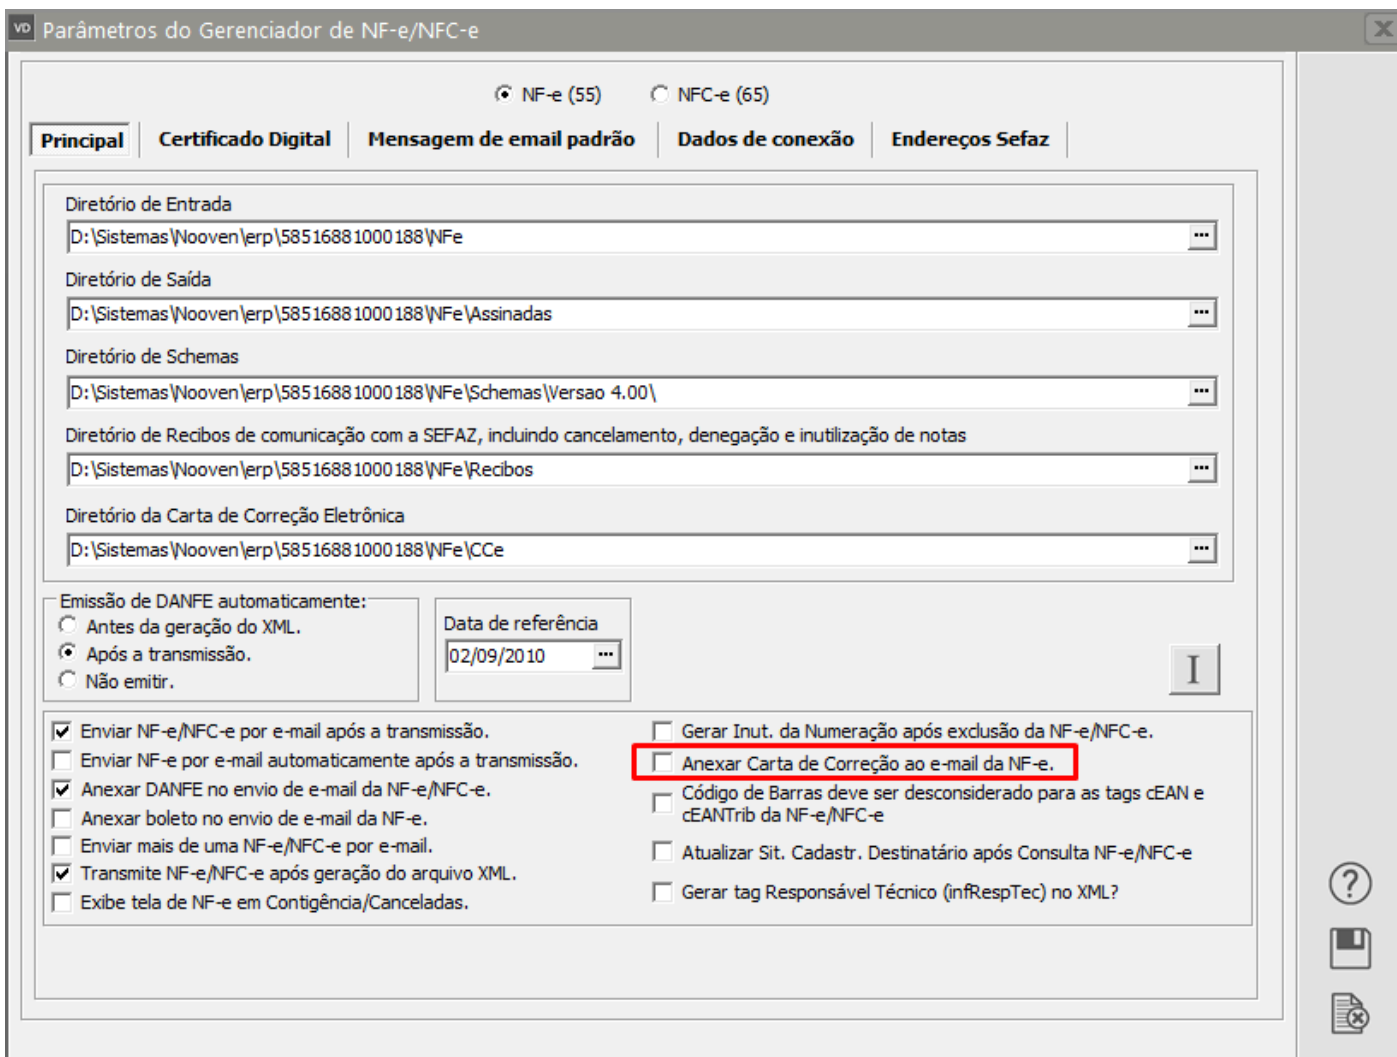 VD Parâmetros do Gerenciador de NF-e/NFC-e
NF-e (55) NFC-e (65)
Principal Certificado Digital Mensagem de email padrão Dados de conexão Endereços Sefaz
Diretório de Entrada
D:\Sistemas\Nooven\erp\58516881000188\NFe
Diretório de Saída
D:\Sistemas\Nooven\erp\58516881000188\NFe\Assinadas
Diretório de Schemas
D:\Sistemas\Nooven\erp\58516881000188\NFe\Schemas\Versao 4.00\
Diretório de Recibos de comunicação com a SEFAZ, incluindo cancelamento, denegação e inutilização de notas
D:\Sistemas\Nooven\erp\58516881000188\NFe\Recibos
Diretório da Carta de Correção Eletrônica
D:\Sistemas\Nooven\erp\58516881000188\NFe\CCe
Emissão de DANFE automaticamente:
Antes da geração do XML.
Após a transmissão.
Não emitir.
Data de referência
02/09/2010
I
Enviar NF-e/NFC-e por e-mail após a transmissão.
Enviar NF-e por e-mail automaticamente após a transmissão.
Anexar DANFE no envio de e-mail da NF-e/NFC-e.
Anexar boleto no envio de e-mail da NF-e.
Enviar mais de uma NF-e/NFC-e por e-mail.
Transmite NF-e/NFC-e após geração do arquivo XML.
Exibe tela de NF-e em Contigência/Canceladas.
Gerar Inut. da Numeração após exclusão da NF-e/NFC-e.
Anexar Carta de Correção ao e-mail da NF-e.
Código de Barras deve ser desconsiderado para as tags cEAN e
cEANTrib da NF-e/NFC-e
Atualizar Sit. Cadastr. Destinatário após Consulta NF-e/NFC-e
Gerar tag Responsável Técnico (infRespTec) no XML?